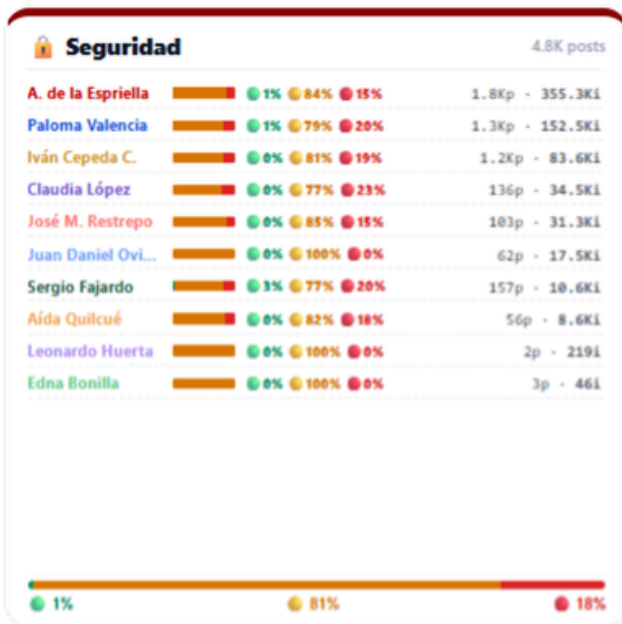 Seguridad 4.8K posts
A. de la Espriella 1% 84% 15% 1.8Kp · 355.3Ki
Paloma Valencia 1% 79% 20% 1.3Kp · 152.5Ki
Iván Cepeda C. 0% 81% 19% 1.2Kp · 83.6Ki
Claudia López 0% 77% 23% 136p · 34.5Ki
José M. Restrepo 0% 85% 15% 103p · 31.3Ki
Juan Daniel Ovi... 0% 100% 0% 62p · 17.5Ki
Sergio Fajardo 3% 77% 20% 157p · 10.6Ki
Aída Quilcué 0% 82% 18% 56p · 8.6Ki
Leonardo Huerta 0% 100% 0% 2p · 219i
Edna Bonilla 0% 100% 0% 3p · 46i
1% 81% 18%